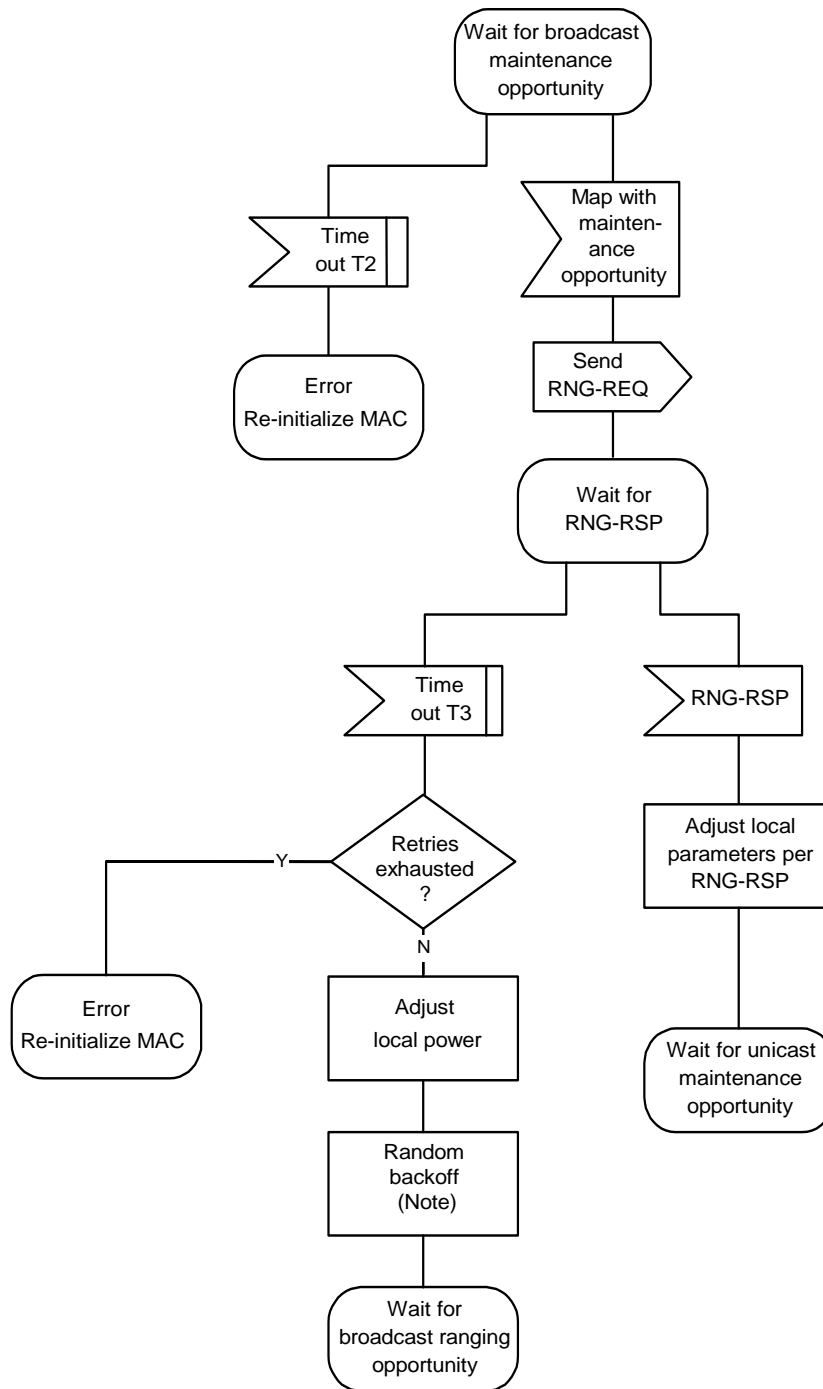 Wait for broadcast
maintenance
opportunity
Time
out T2
Map with
mainten-
ance
opportunity
Error
Re-initialize MAC
Send
RNG-REQ
Wait for
RNG-RSP
Time
out T3
RNG-RSP
Retries
exhausted
?
Y
N
Adjust local
parameters per
RNG-RSP
Error
Re-initialize MAC
Adjust
local power
Wait for unicast
maintenance
opportunity
Random
backoff
(Note)
Wait for
broadcast ranging
opportunity